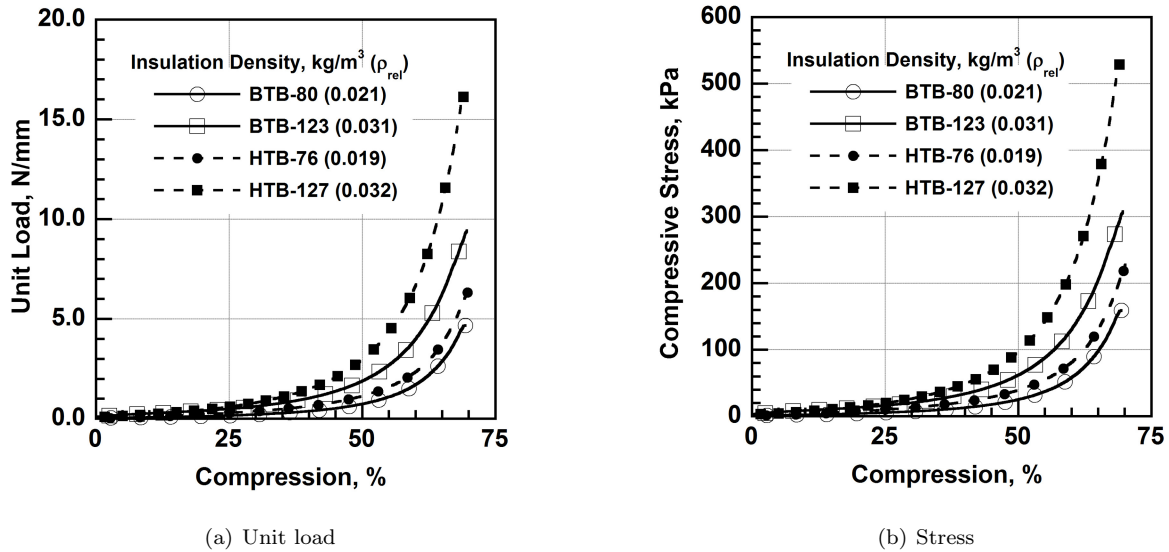 20.0
15.0
10.0
5.0
0.0
Unit Load, N/mm
Insulation Density, kg/m³ (ρrel)
BTB-80 (0.021)
BTB-123 (0.031)
HTB-76 (0.019)
HTB-127 (0.032)
0 25 50 75
Compression, %
(a) Unit load
600
500
400
300
200
100
0
Compressive Stress, kPa
Insulation Density, kg/m³ (ρrel)
BTB-80 (0.021)
BTB-123 (0.031)
HTB-76 (0.019)
HTB-127 (0.032)
0 25 50 75
Compression, %
(b) Stress